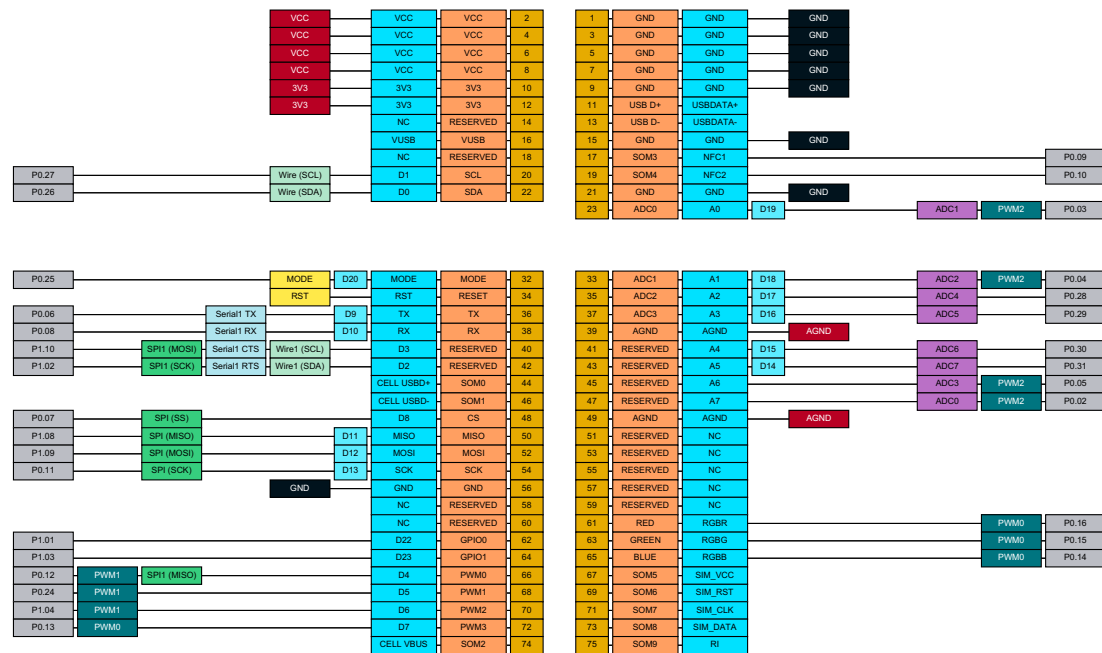 VCC VCC VCC 2 1 GND GND GND
VCC VCC VCC 4 3 GND GND GND
VCC VCC VCC 6 5 GND GND GND
VCC VCC VCC 8 7 GND GND GND
3V3 3V3 3V3 10 9 GND GND GND
3V3 3V3 3V3 12 11 USB D+ USBDATA+
NC RESERVED 14 13 USB D- USBDATA-
VUSB VUSB 16 15 GND GND GND
NC RESERVED 18 17 SOM3 NFC1 P0.09
P0.27 Wire (SCL) D1 SCL 20 19 SOM4 NFC2 P0.10
P0.26 Wire (SDA) D0 SDA 22 21 GND GND GND
23 ADC0 A0 D19 ADC1 PWM2 P0.03
P0.25 MODE D20 MODE MODE 32 33 ADC1 A1 D18 ADC2 PWM2 P0.04
RST RST RESET 34 35 ADC2 A2 D17 ADC4 P0.28
P0.06 Serial1 TX D9 TX TX 36 37 ADC3 A3 D16 ADC5 P0.29
P0.08 Serial1 RX D10 RX RX 38 39 AGND AGND AGND
P1.10 SPI1 (MOSI) Serial1 CTS Wire1 (SCL) D3 RESERVED 40 41 RESERVED A4 D15 ADC6 P0.30
P1.02 SPI1 (SCK) Serial1 RTS Wire1 (SDA) D2 RESERVED 42 43 RESERVED A5 D14 ADC7 P0.31
CELL USBD+ SOM0 44 45 RESERVED A6 ADC3 PWM2 P0.05
CELL USBD- SOM1 46 47 RESERVED A7 ADC0 PWM2 P0.02
P0.07 SPI (SS) D8 CS 48 49 AGND AGND AGND
P1.08 SPI (MISO) D11 MISO MISO 50 51 RESERVED NC
P1.09 SPI (MOSI) D12 MOSI MOSI 52 53 RESERVED NC
P0.11 SPI (SCK) D13 SCK SCK 54 55 RESERVED NC
GND GND GND 56 57 RESERVED NC
NC RESERVED 58 59 RESERVED NC
NC RESERVED 60 61 RED RGBR PWM0 P0.16
P1.01 D22 GPIO0 62 63 GREEN RGBG PWM0 P0.15
P1.03 D23 GPIO1 64 65 BLUE RGBB PWM0 P0.14
P0.12 PWM1 SPI1 (MISO) D4 PWM0 66 67 SOM5 SIM_VCC
P0.24 PWM1 D5 PWM1 68 69 SOM6 SIM_RST
P1.04 PWM1 D6 PWM2 70 71 SOM7 SIM_CLK
P0.13 PWM0 D7 PWM3 72 73 SOM8 SIM_DATA
CELL VBUS SOM2 74 75 SOM9 RI